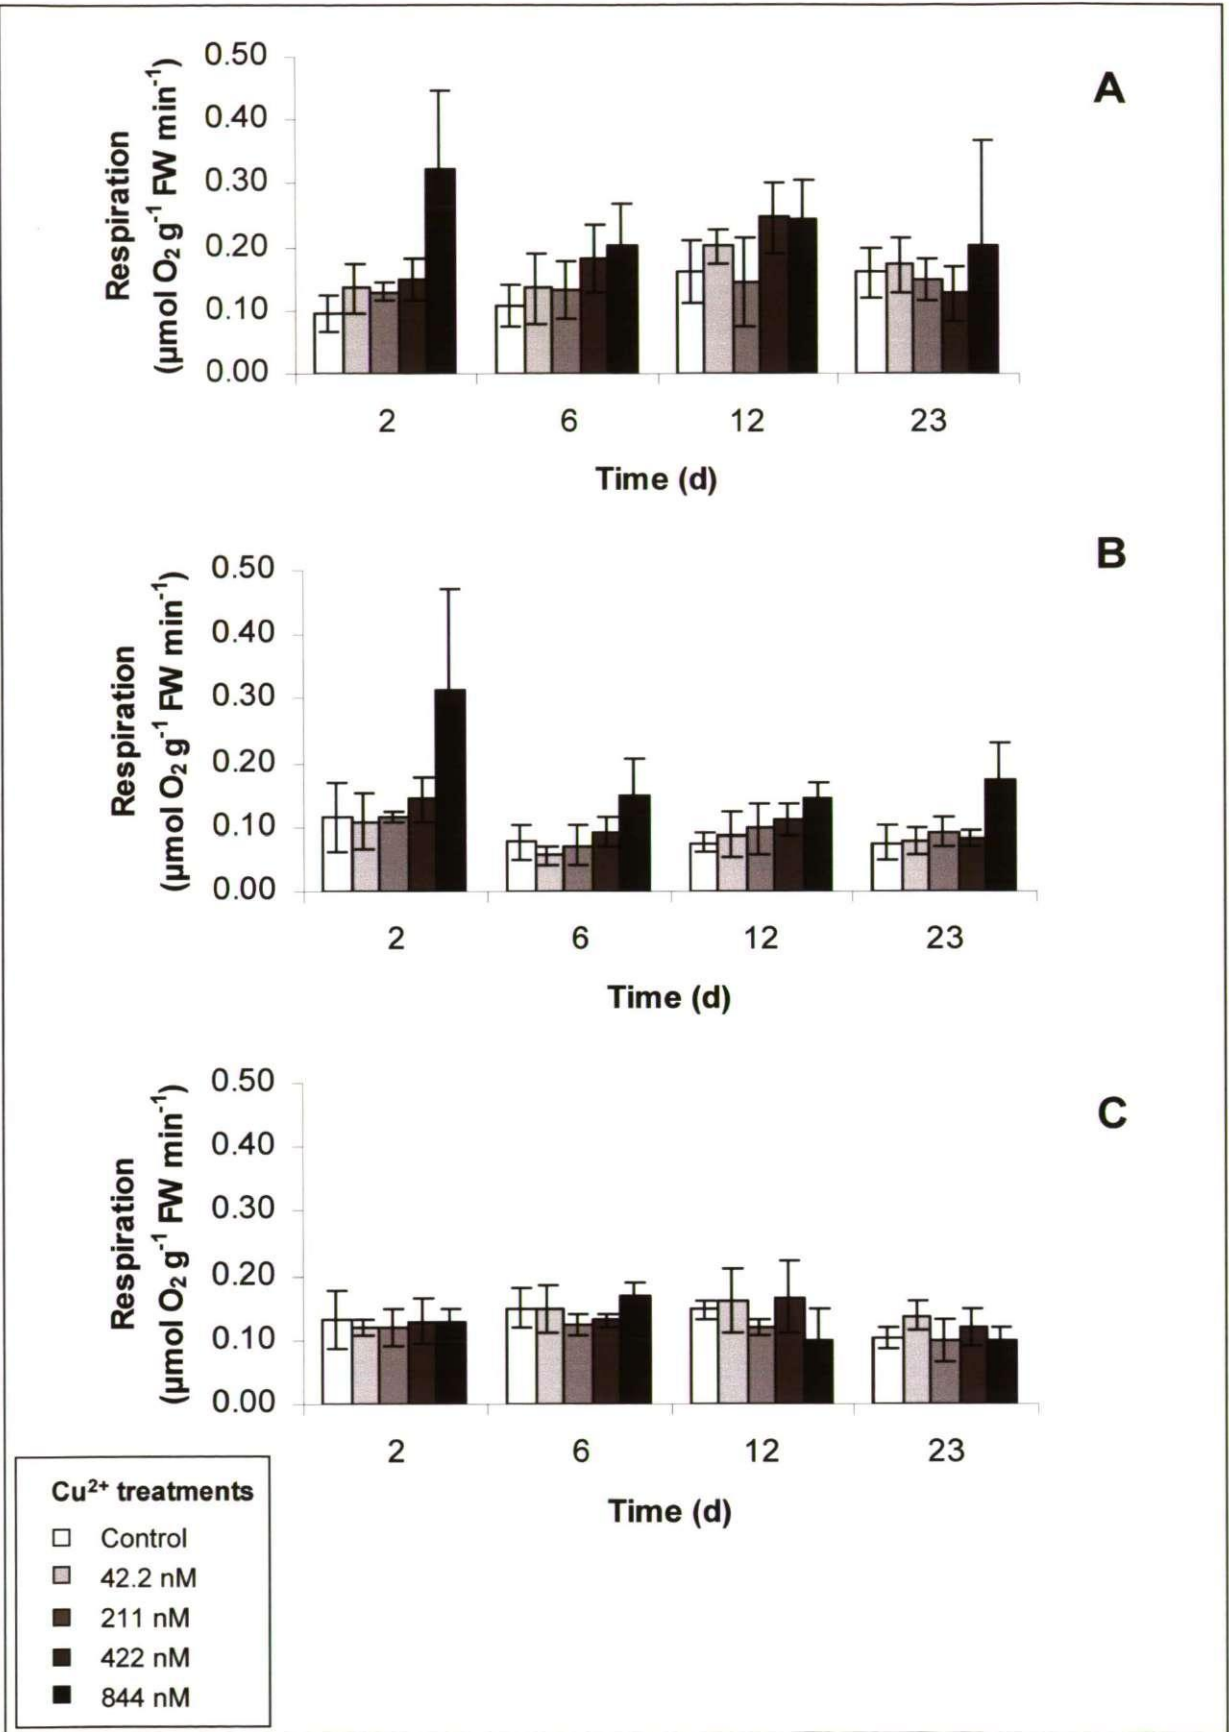 A
Respiration
(µmol O₂ g⁻¹ FW min⁻¹)
0.50
0.40
0.30
0.20
0.10
0.00
2 6 12 23
Time (d)
B
Respiration
(µmol O₂ g⁻¹ FW min⁻¹)
0.50
0.40
0.30
0.20
0.10
0.00
2 6 12 23
Time (d)
C
Respiration
(µmol O₂ g⁻¹ FW min⁻¹)
0.50
0.40
0.30
0.20
0.10
0.00
2 6 12 23
Time (d)
Cu²⁺ treatments
Control
42.2 nM
211 nM
422 nM
844 nM